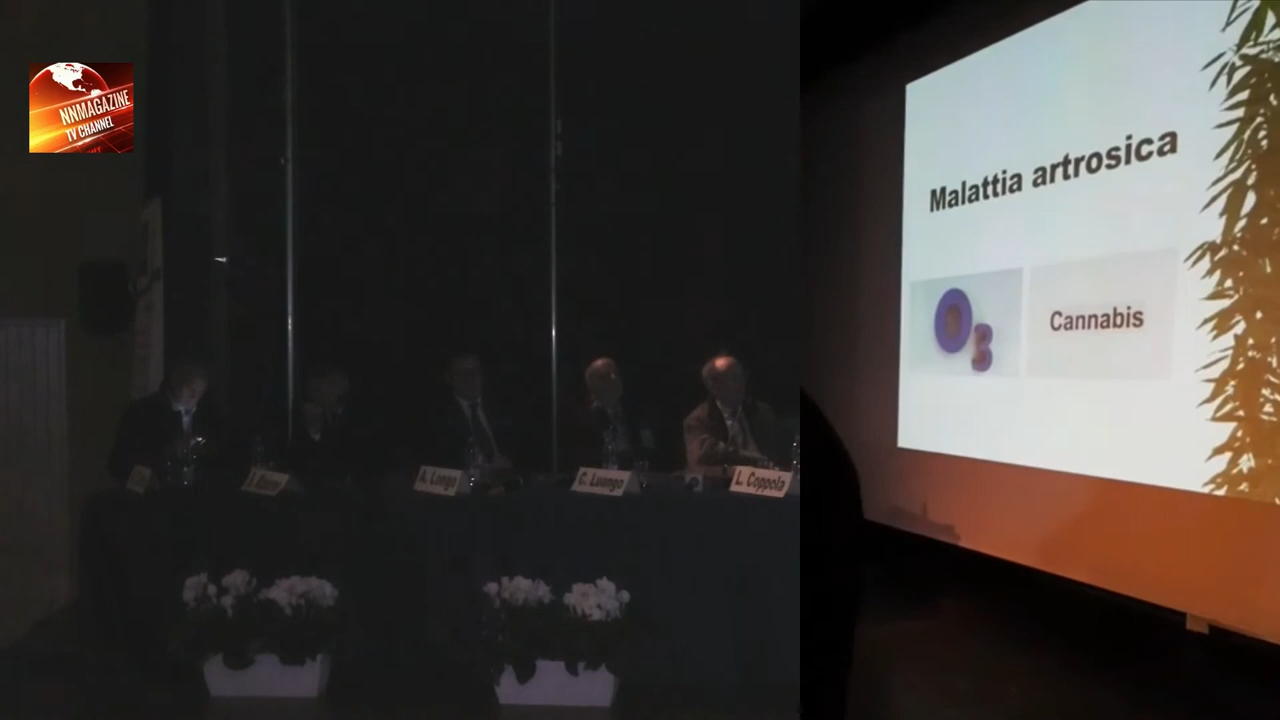 NNMAGAZINE
TV CHANNEL
Malattia artrosica
O3
Cannabis
A. Longo
C. Luongo
L. Coppola